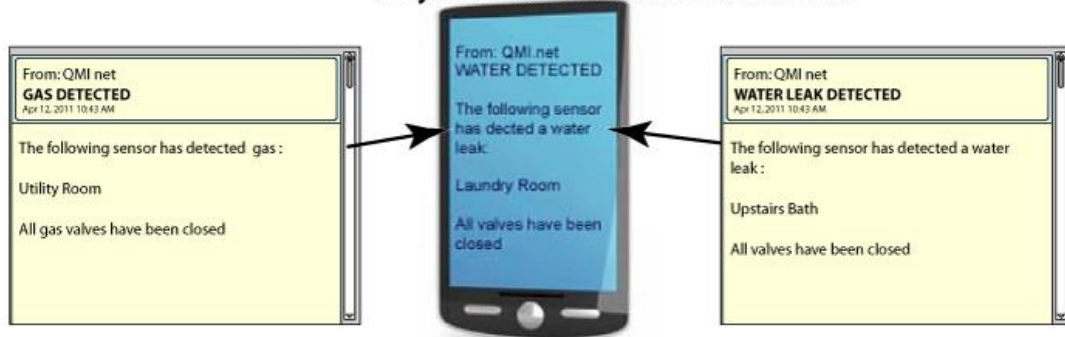 From: QMI net
GAS DETECTED
Apr 12, 2011 10:43 AM
The following sensor has detected gas :
Utility Room
All gas valves have been closed
From: QMI.net
WATER DETECTED
The following sensor
has dected a water
leak:
Laundry Room
All valves have been
closed
From: QMI net
WATER LEAK DETECTED
Apr 12, 2011 10:43 AM
The following sensor has detected a water
leak :
Upstairs Bath
All valves have been closed